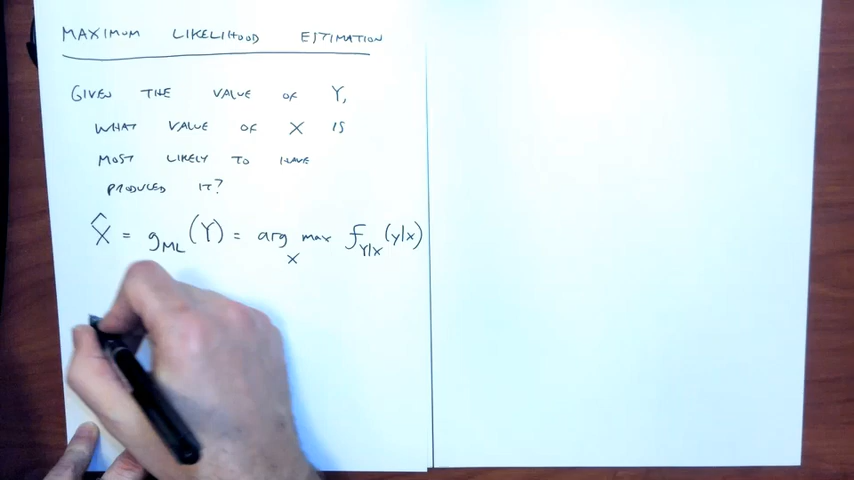 MAXIMUM LIKELIHOOD ESTIMATION
GIVEN THE VALUE OF Y,
WHAT VALUE OF X IS
MOST LIKELY TO HAVE
PRODUCED IT?
X̂ = g_ML (Y) = arg max_X f_Y|X (y|x)